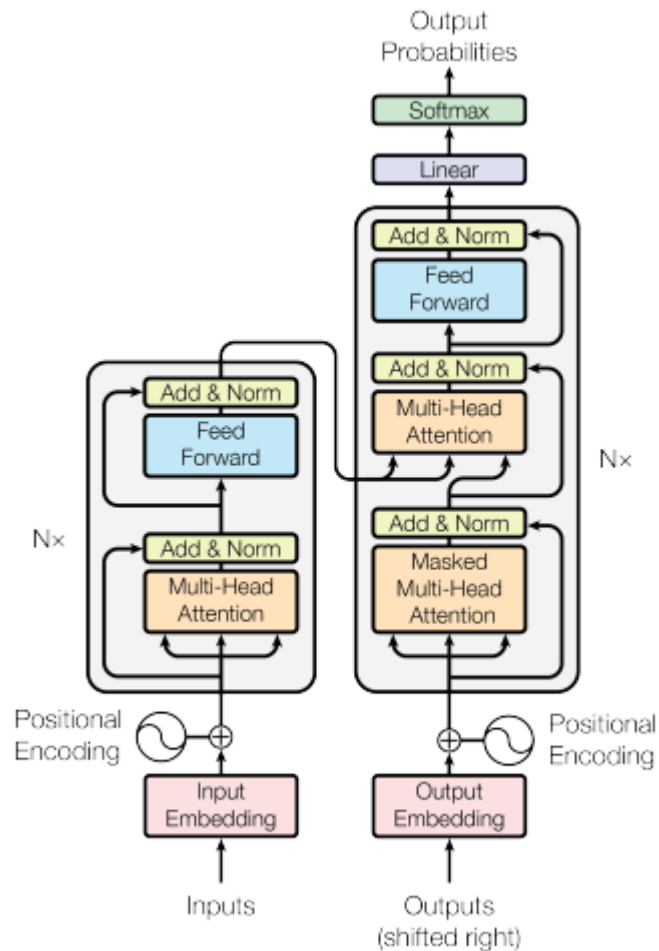 Output
Probabilities
Softmax
Linear
Add & Norm
Feed
Forward
Add & Norm
Multi-Head
Attention
Add & Norm
Masked
Multi-Head
Attention
Nx
Add & Norm
Feed
Forward
Add & Norm
Multi-Head
Attention
Nx
Positional
Encoding
Positional
Encoding
Input
Embedding
Output
Embedding
Inputs
Outputs
(shifted right)